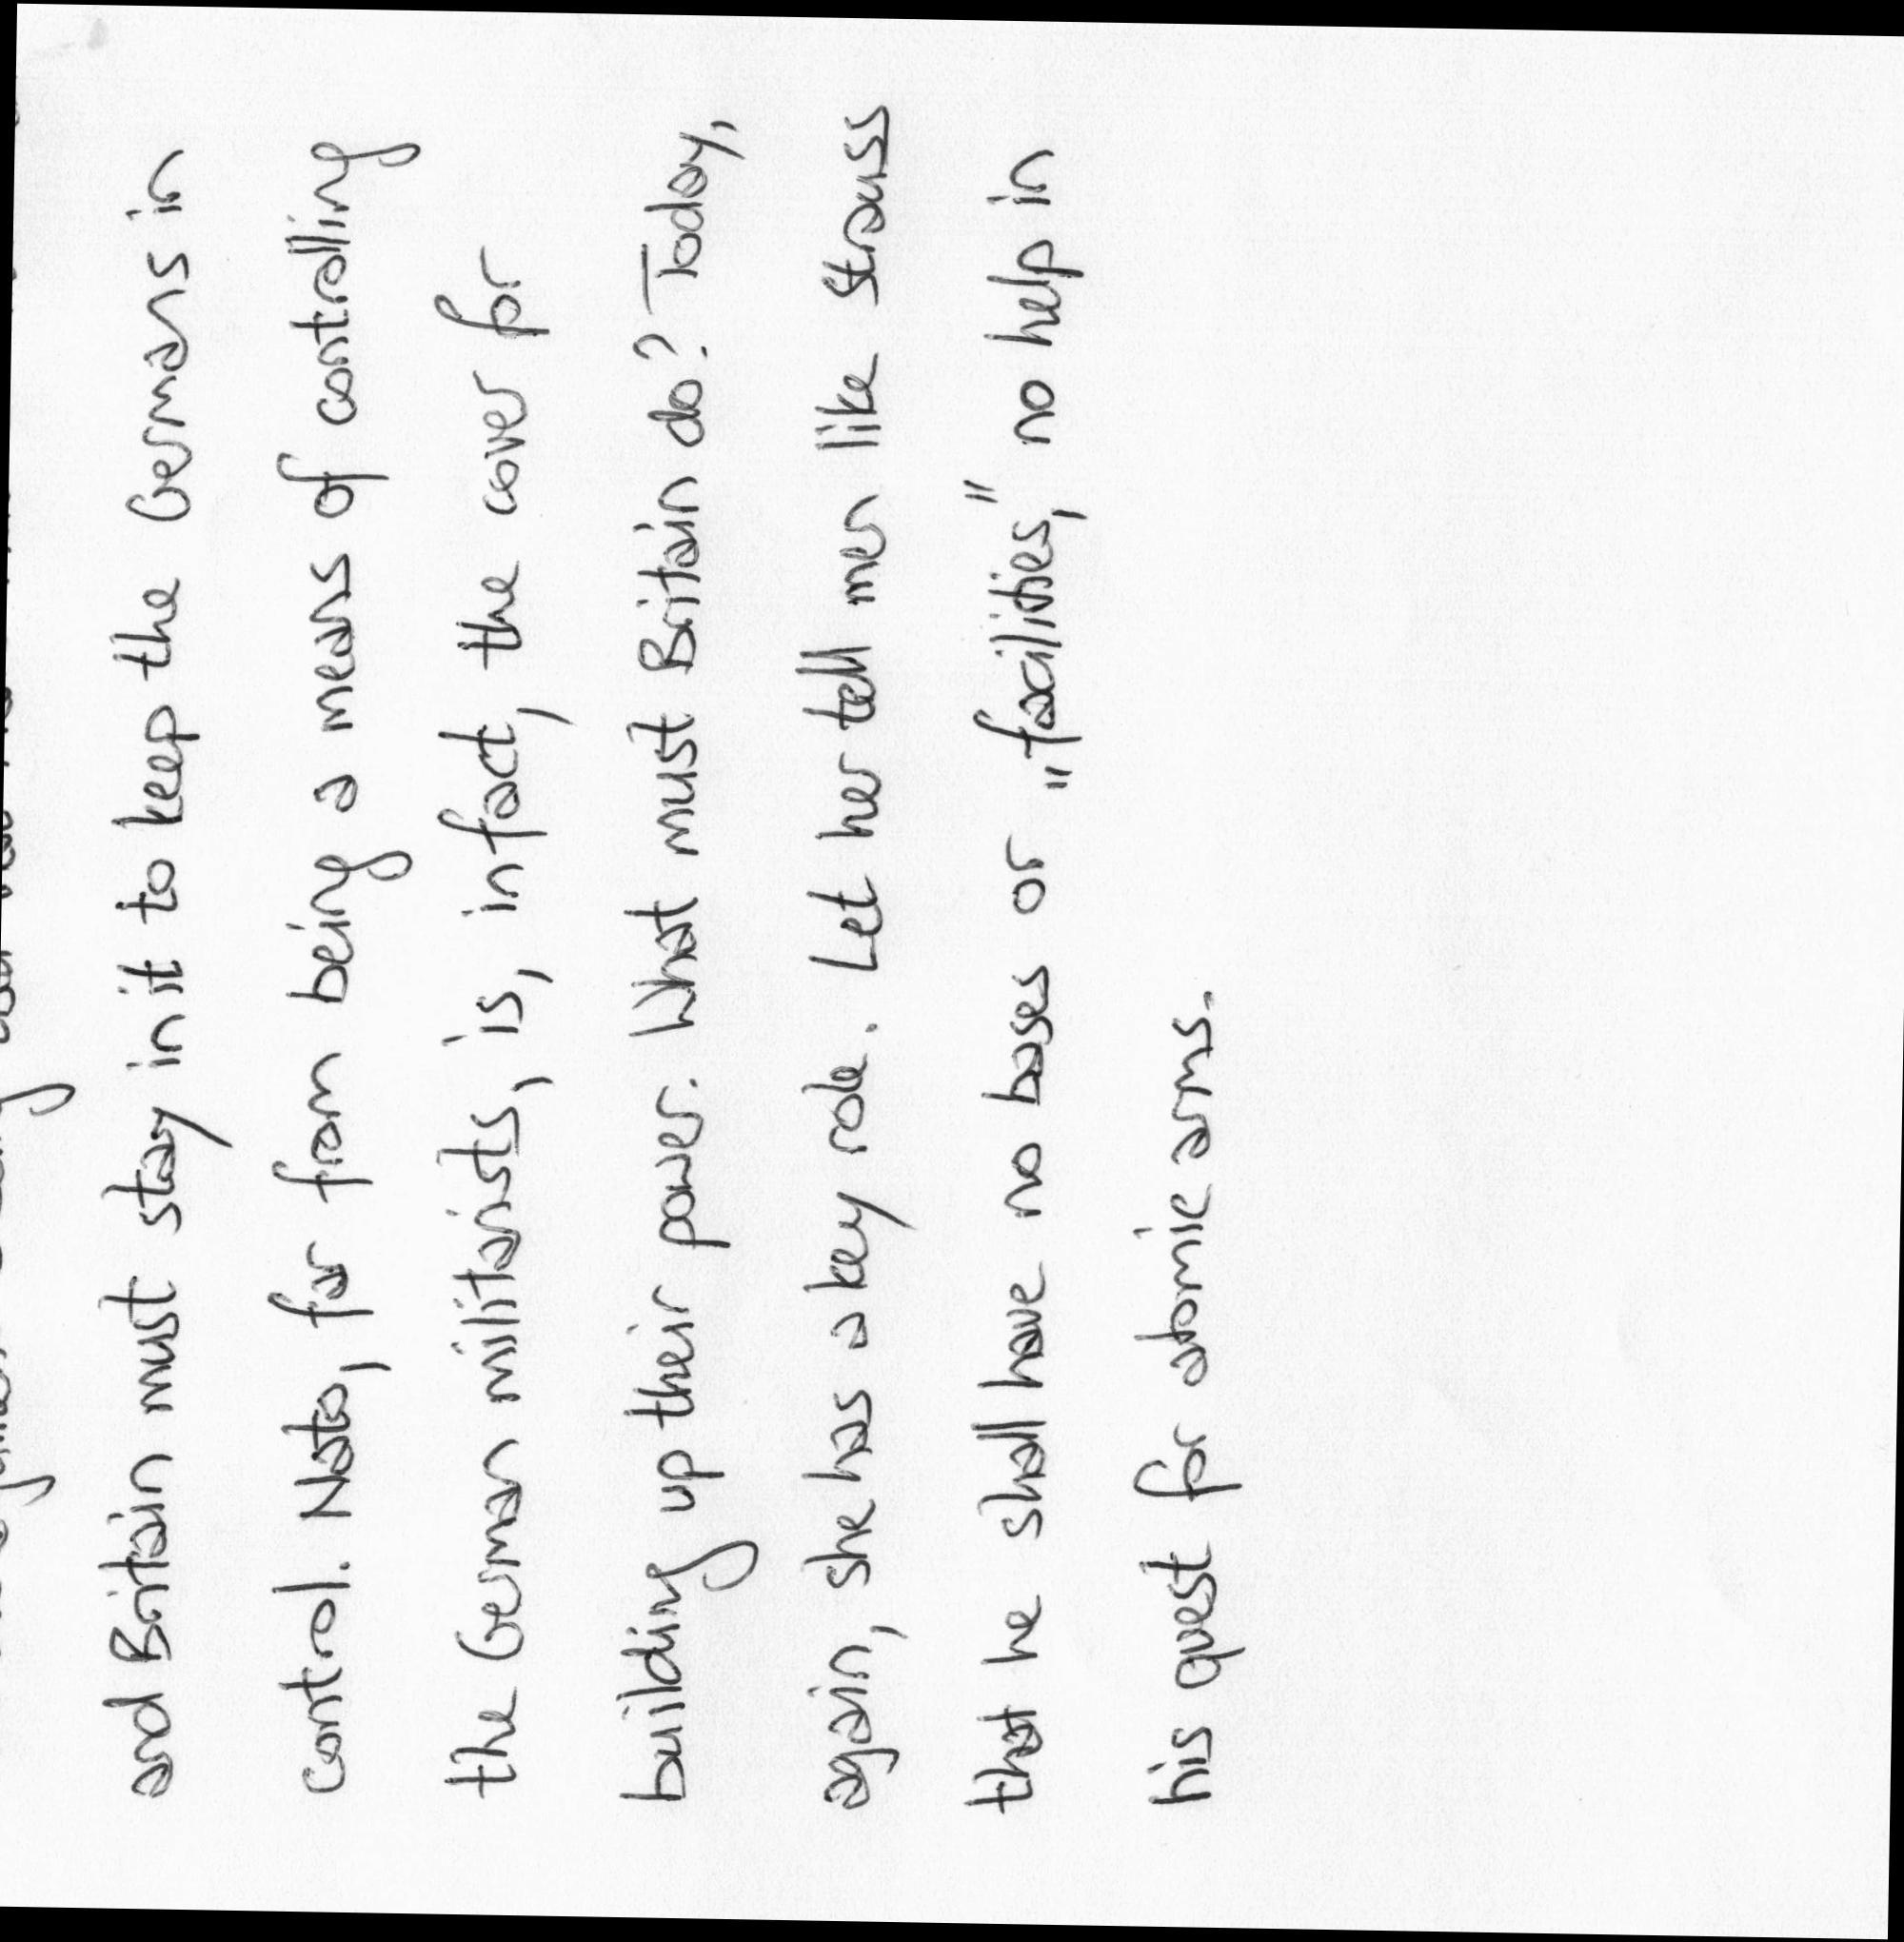 and Britain must stay in it to keep the Germans in
control. Nato, far from being a means of controlling
the German militarists, is, in fact, the cover for
building up their power. What must Britain do? Today,
again, she has a key role. Let her tell men like Strauss
that he shall have no bases or "facilities," no help in
his quest for atomic arms.